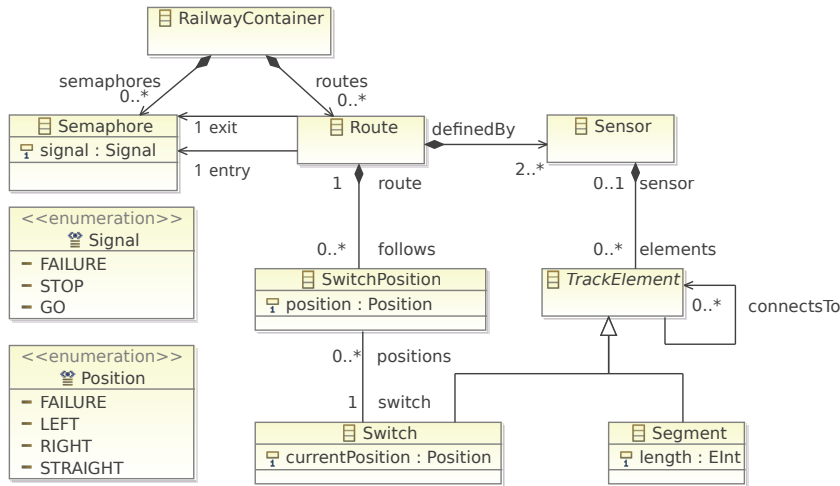 RailwayContainer
semaphores
routes
0..*
0..*
Semaphore
signal : Signal
1 exit
1 entry
Route
definedBy
2..*
Sensor
1
route
0..1
sensor
<<enumeration>>
Signal
FAILURE
STOP
GO
0..*
follows
0..*
elements
SwitchPosition
position : Position
TrackElement
0..*
connectsTo
<<enumeration>>
Position
FAILURE
LEFT
RIGHT
STRAIGHT
0..*
positions
1
switch
Switch
currentPosition : Position
Segment
length : EInt